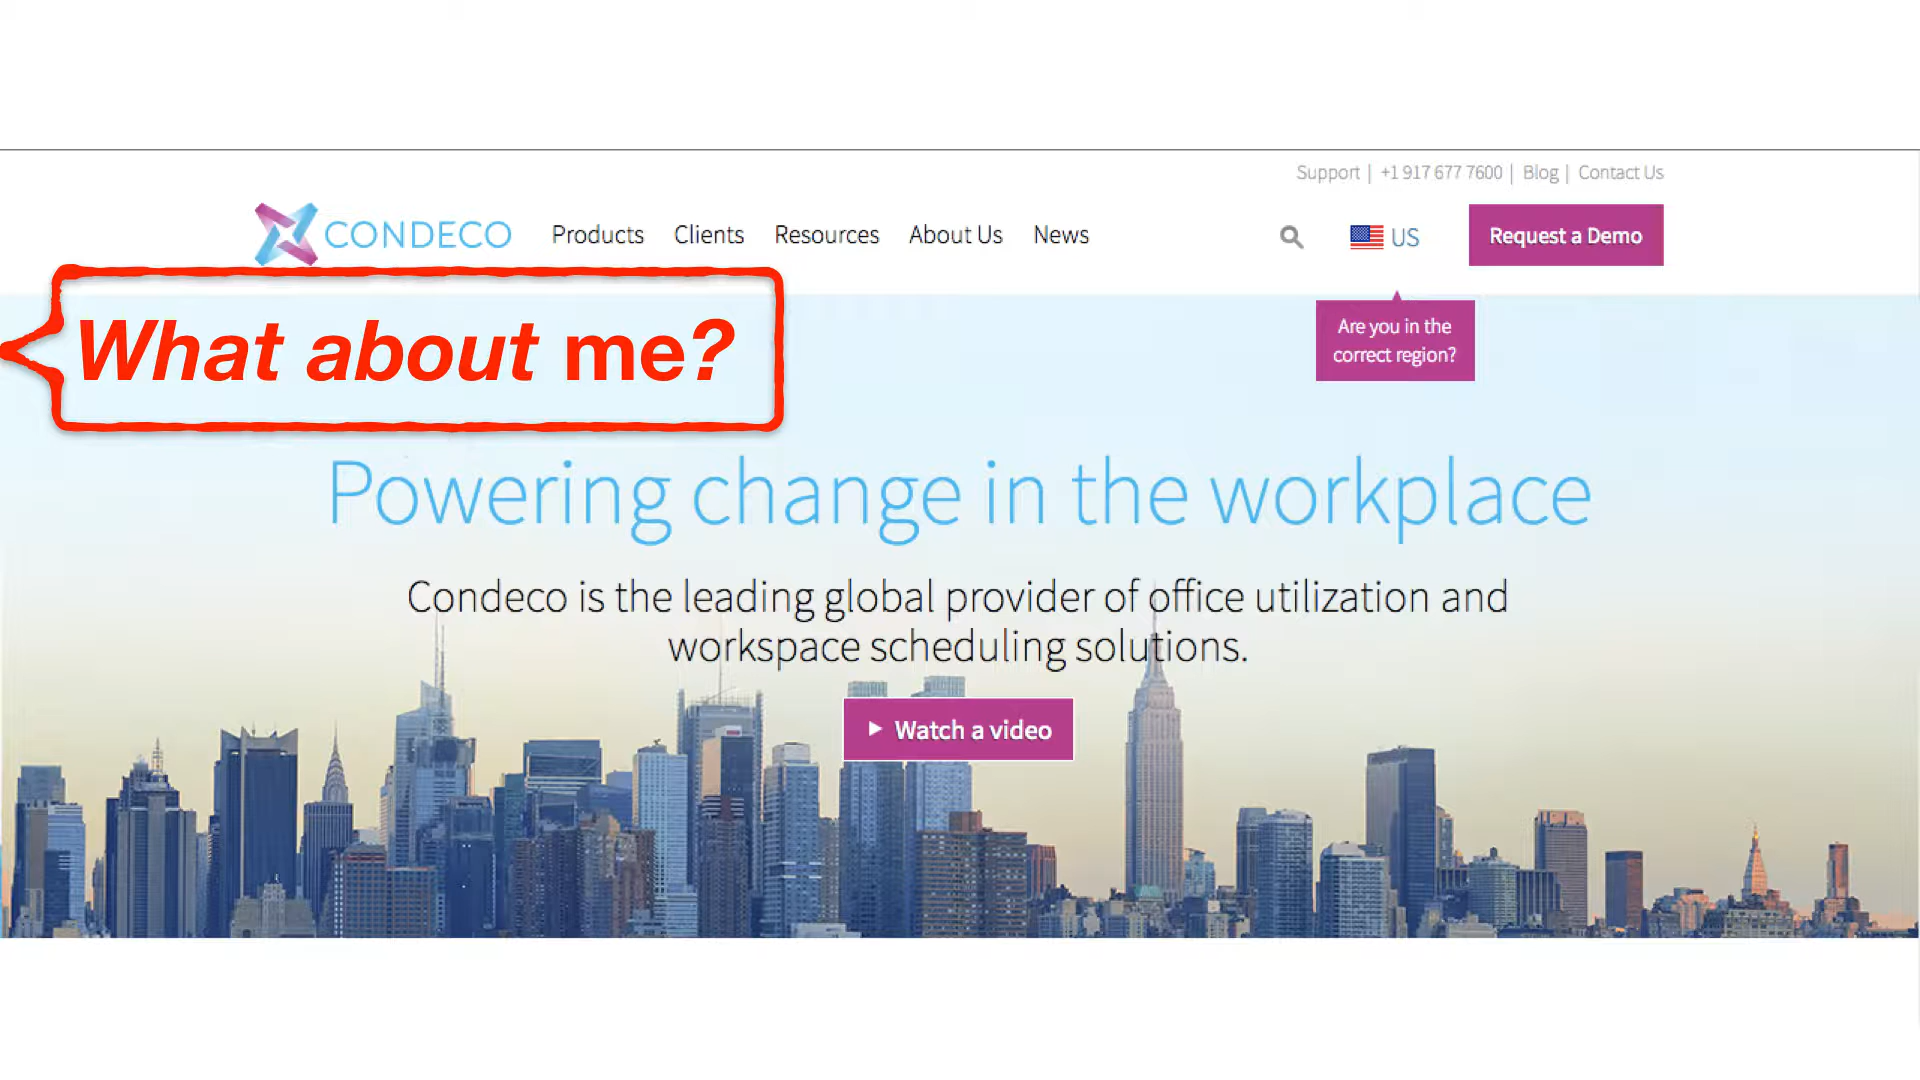 Support | +1 917 677 7600 | Blog | Contact Us
CONDECO Products Clients Resources About Us News US Request a Demo
What about me?
Are you in the
correct region?
Powering change in the workplace
Condeco is the leading global provider of office utilization and
workspace scheduling solutions.
Watch a video